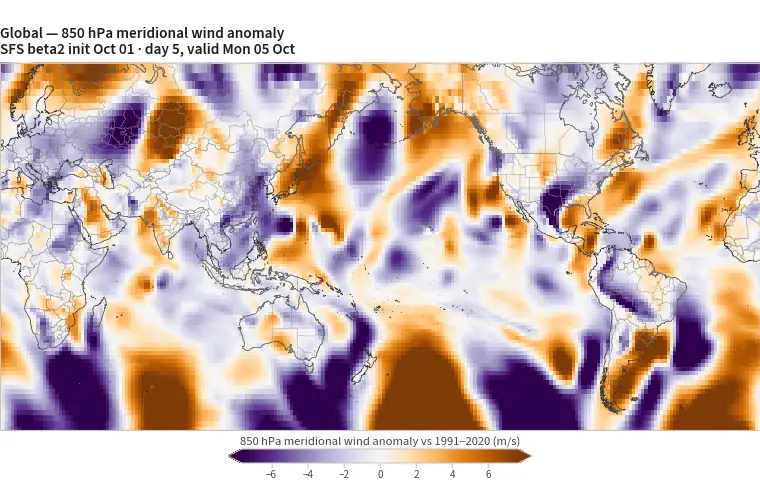 Global — 850 hPa meridional wind anomaly
SFS beta2 init Oct 01 · day 5, valid Mon 05 Oct
850 hPa meridional wind anomaly vs 1991–2020 (m/s)
−6 −4 −2 0 2 4 6